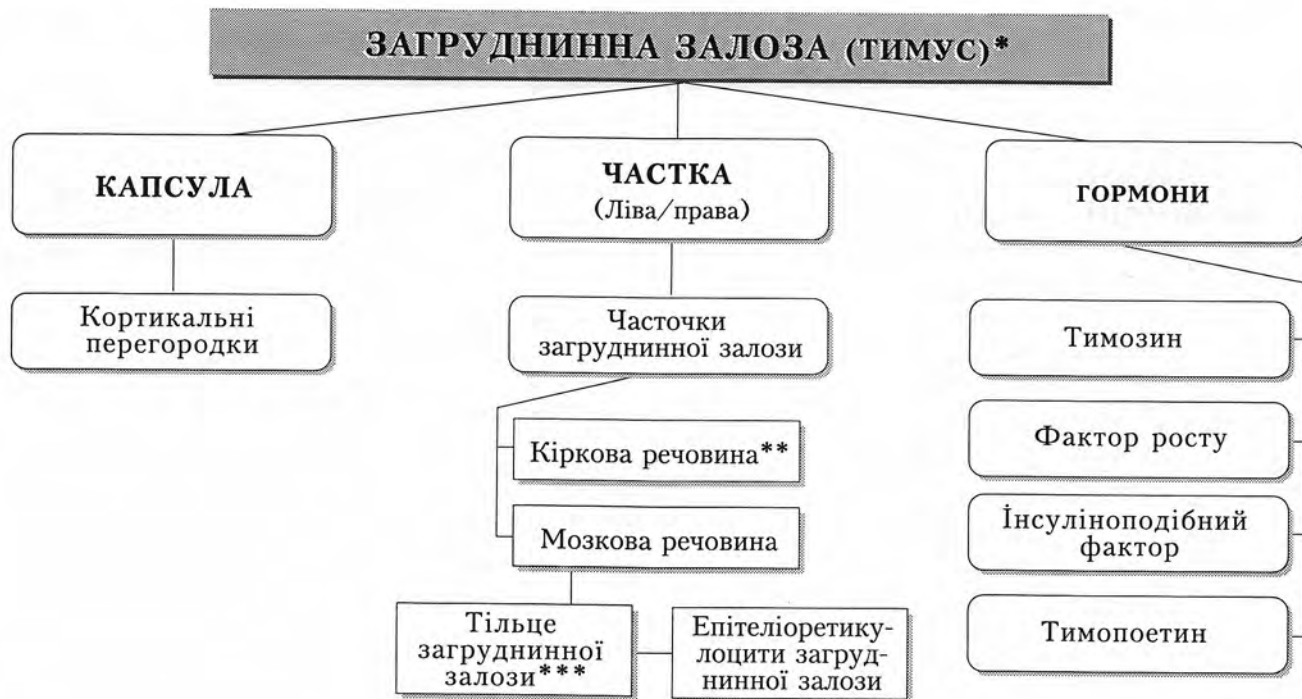 ЗАГРУДНИННА ЗАЛОЗА (ТИМУС)*
КАПСУЛА
Кортикальні
перегородки
ЧАСТКА
(Ліва/права)
Часточки
загруднинної залози
Кіркова речовина**
Мозкова речовина
Тільце
загруднинної
залози***
Епітеліоретику-
лоцити загруд-
нинної залози
ГОРМОНИ
Тимозин
Фактор росту
Інсуліноподібний
фактор
Тимопоетин